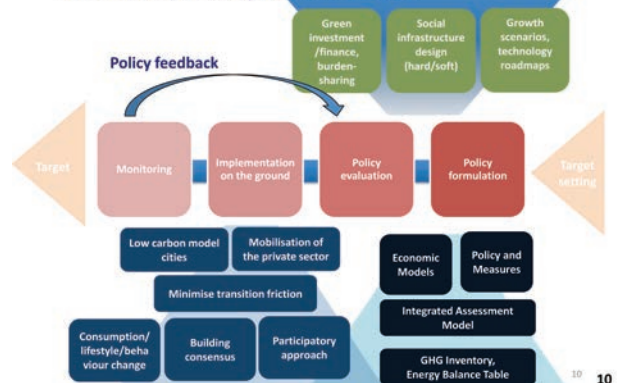 Green
investment
/finance,
burden-
sharing
Social
infrastructure
design
(hard/soft)
Growth
scenarios,
technology
roadmaps
Policy feedback
Target
Monitoring
Implementation
on the ground
Policy
evaluation
Policy
formulation
Target
setting
Low carbon model
cities
Mobilisation of
the private sector
Minimise transition friction
Consumption/
lifestyle/beha
viour change
Building
consensus
Participatory
approach
Economic
Models
Policy and
Measures
Integrated Assessment
Model
GHG Inventory,
Energy Balance Table
10
10